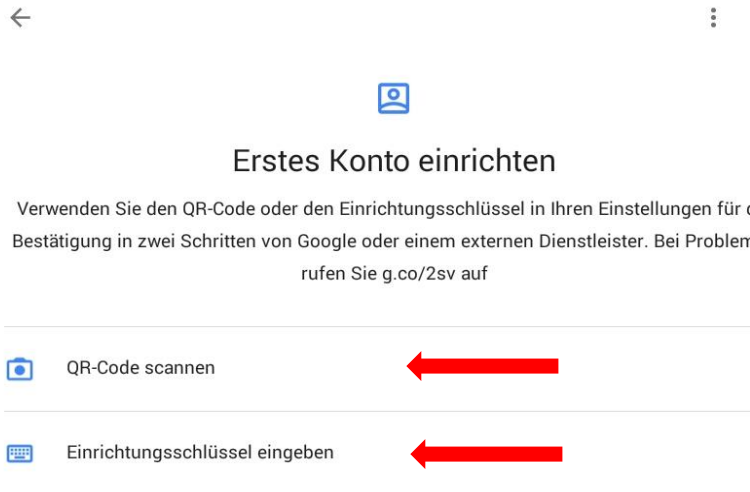 Erstes Konto einrichten
Verwenden Sie den QR-Code oder den Einrichtungsschlüssel in Ihren Einstellungen für
Bestätigung in zwei Schritten von Google oder einem externen Dienstleister. Bei
rufen Sie g.co/2sv auf
QR-Code scannen
Einrichtungsschlüssel eingeben